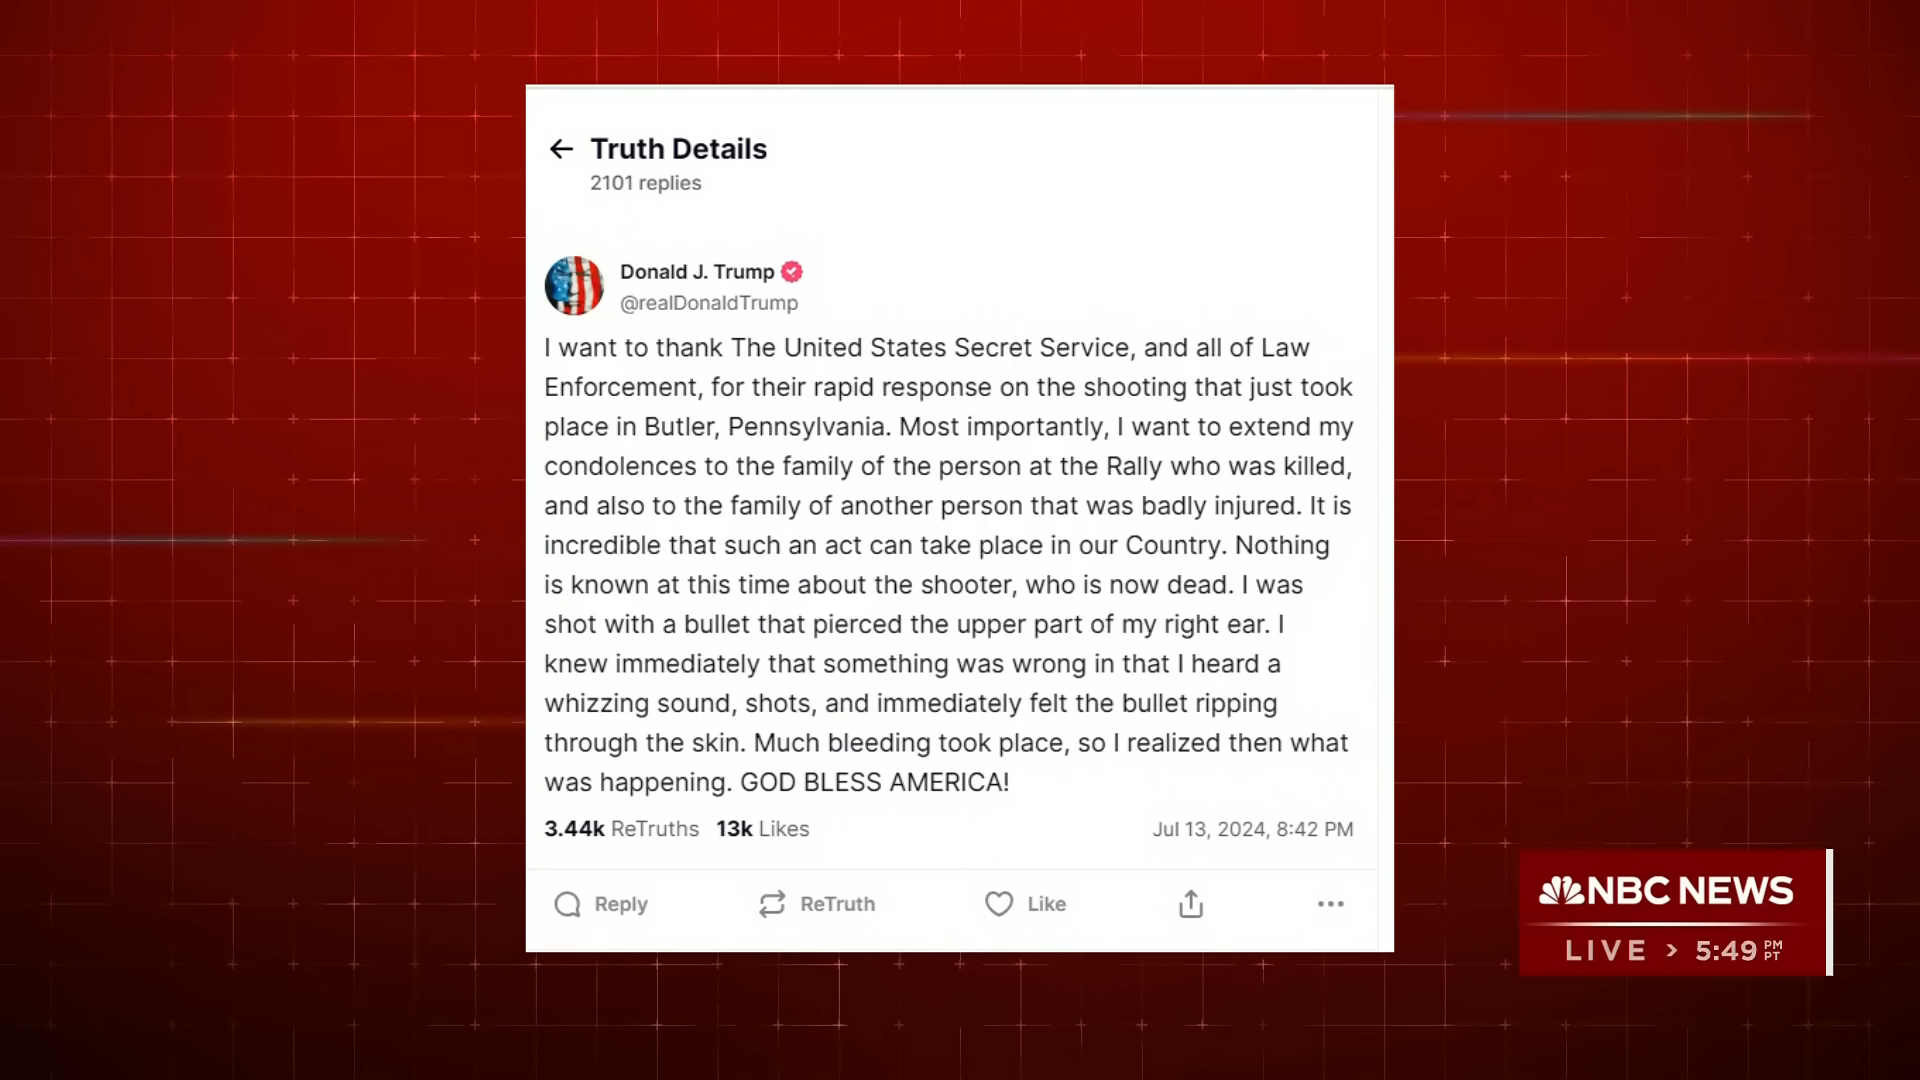 Truth Details
2101 replies
Donald J. Trump
@realDonaldTrump
I want to thank The United States Secret Service, and all of Law
Enforcement, for their rapid response on the shooting that just took
place in Butler, Pennsylvania. Most importantly, I want to extend my
condolences to the family of the person at the Rally who was killed,
and also to the family of another person that was badly injured. It is
incredible that such an act can take place in our Country. Nothing
is known at this time about the shooter, who is now dead. I was
shot with a bullet that pierced the upper part of my right ear. I
knew immediately that something was wrong in that I heard a
whizzing sound, shots, and immediately felt the bullet ripping
through the skin. Much bleeding took place, so I realized then what
was happening. GOD BLESS AMERICA!
3.44k ReTruths 13k Likes Jul 13, 2024, 8:42 PM
Reply ReTruth Like
NBC NEWS
LIVE > 5:49 PM PT